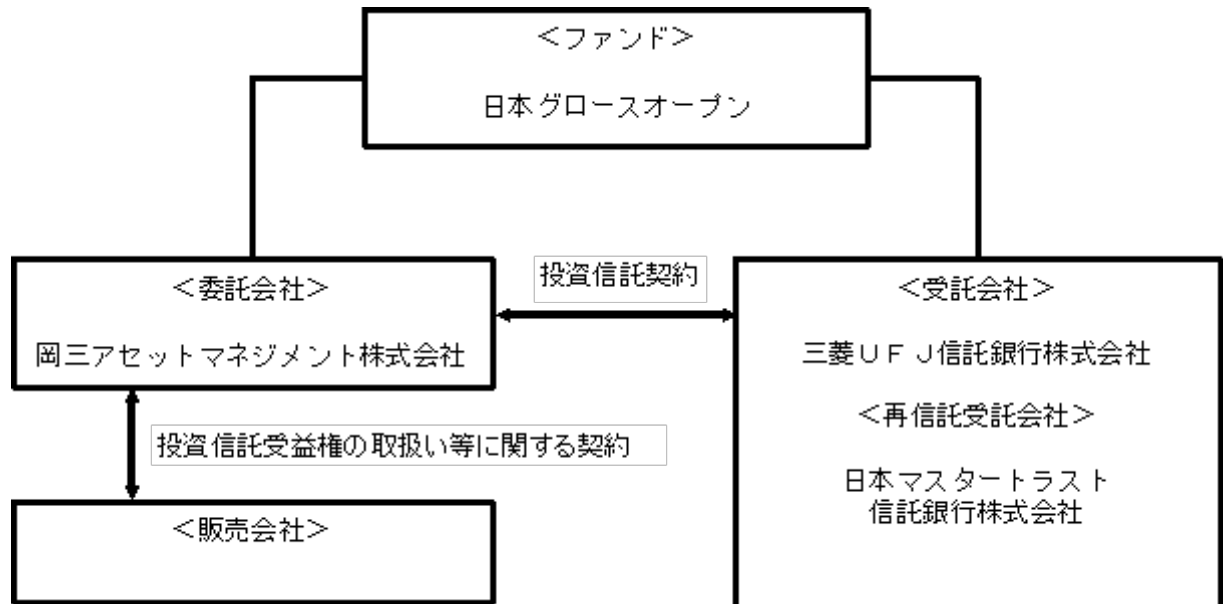 ＜ファンド＞
日本グロースオープン
＜委託会社＞
岡三アセットマネジメント株式会社
投資信託契約
＜受託会社＞
三菱ＵＦＪ信託銀行株式会社
＜再信託受託会社＞
日本マスタートラスト
信託銀行株式会社
投資信託受益権の取扱い等に関する契約
＜販売会社＞